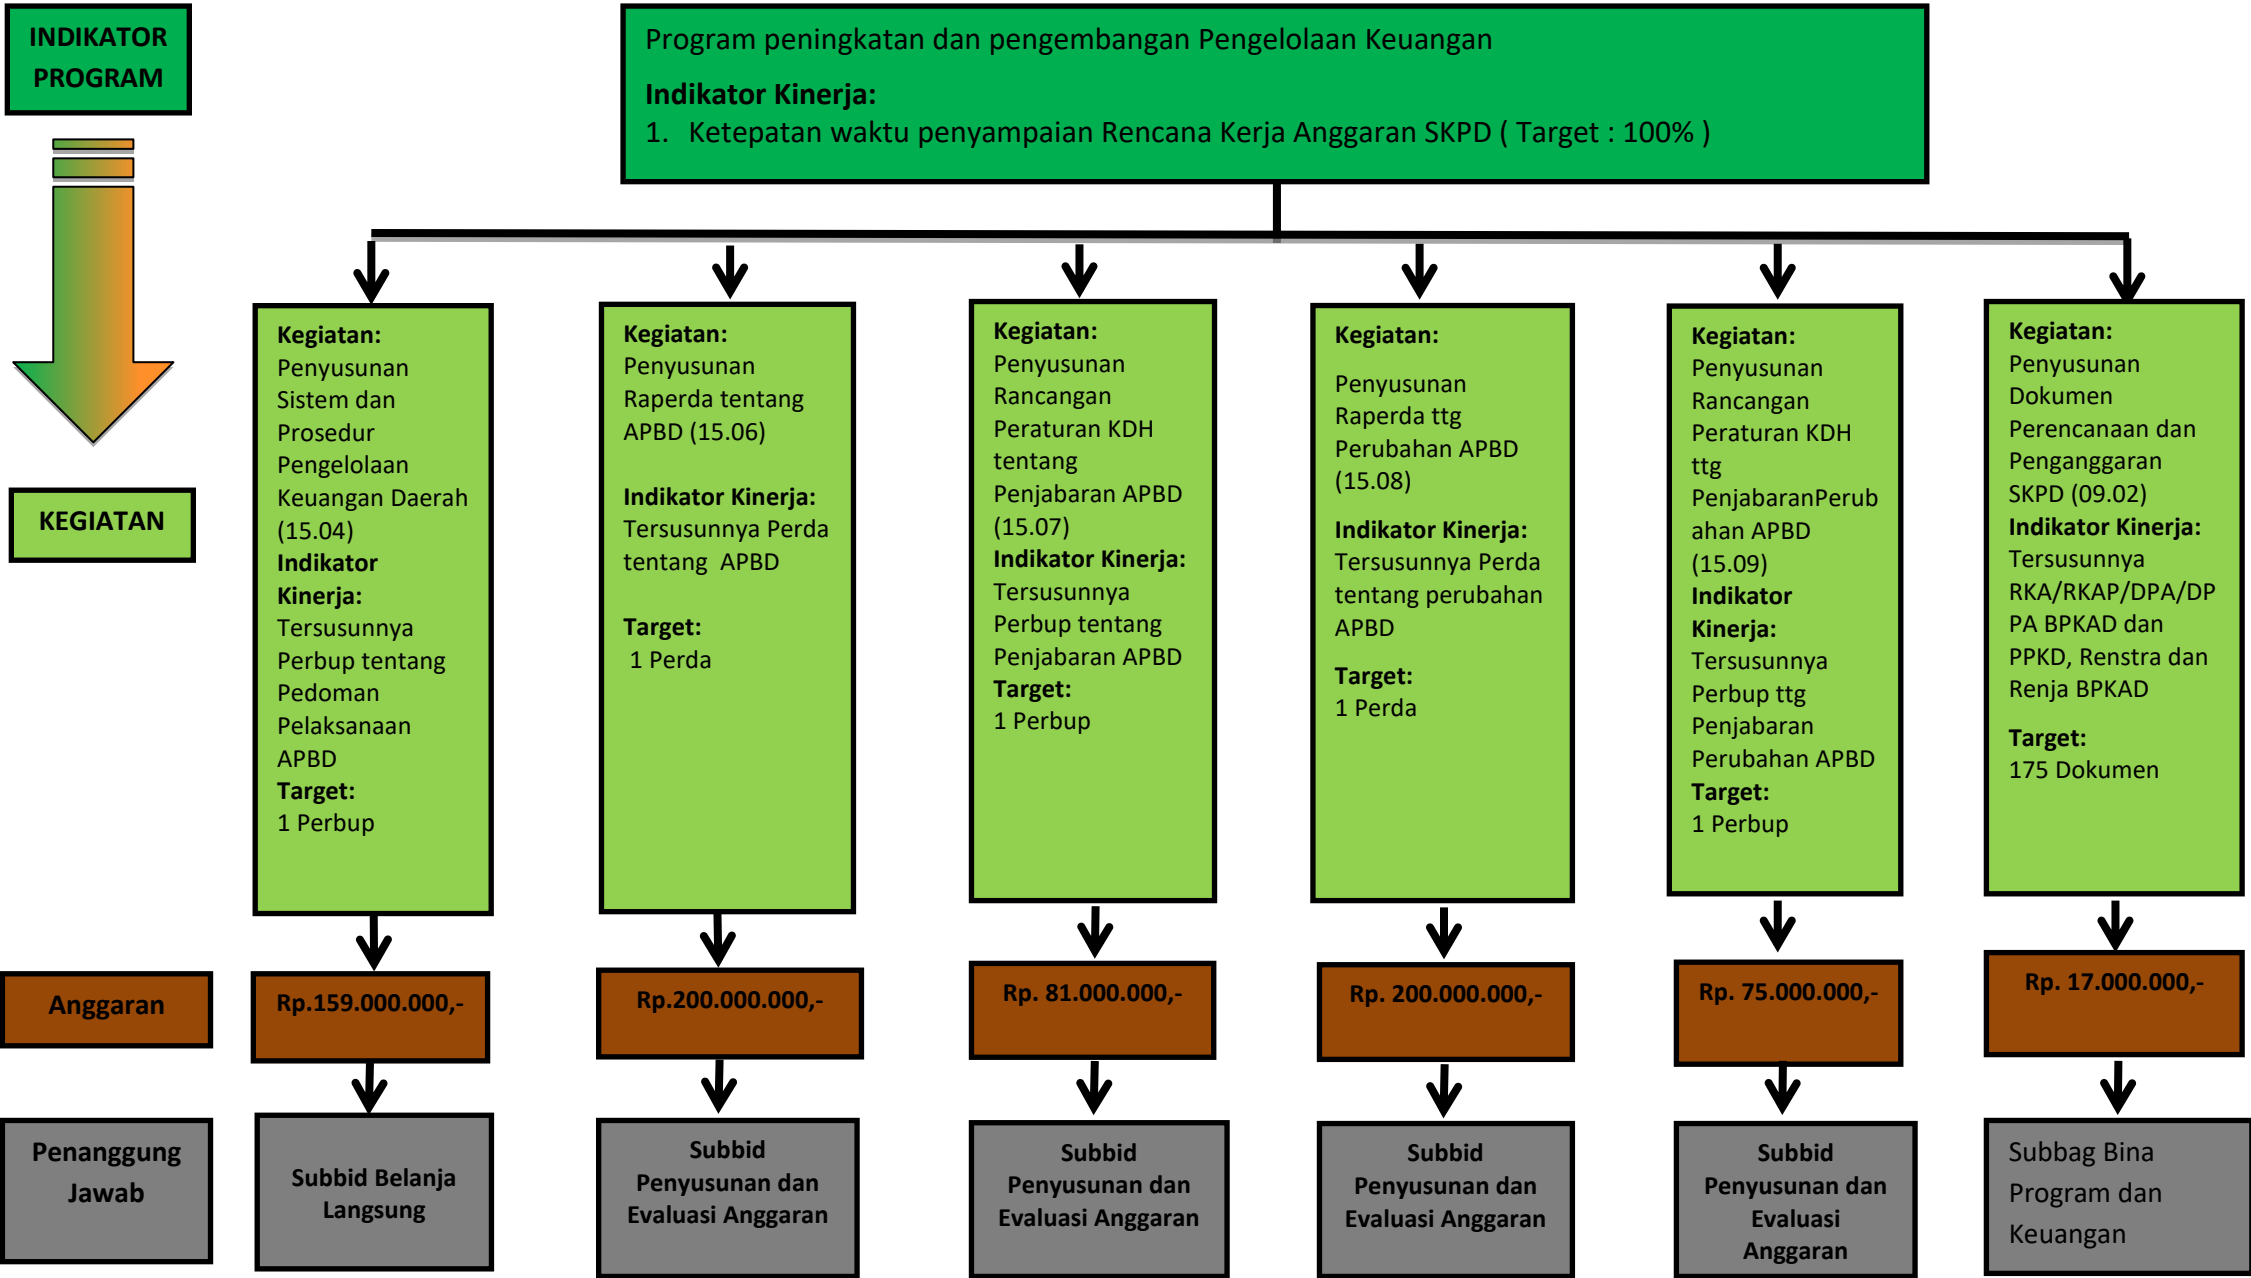 INDIKATOR
PROGRAM
Program peningkatan dan pengembangan Pengelolaan Keuangan
Indikator Kinerja:
1. Ketepatan waktu penyampaian Rencana Kerja Anggaran SKPD ( Target : 100% )
KEGIATAN
Kegiatan:
Penyusunan
Sistem dan
Prosedur
Pengelolaan
Keuangan Daerah
(15.04)
Indikator
Kinerja:
Tersusunnya
Perbup tentang
Pedoman
Pelaksanaan
APBD
Target:
1 Perbup
Kegiatan:
Penyusunan
Raperda tentang
APBD (15.06)
Indikator Kinerja:
Tersusunnya Perda
tentang APBD
Target:
1 Perda
Kegiatan:
Penyusunan
Rancangan
Peraturan KDH
tentang
Penjabaran APBD
(15.07)
Indikator Kinerja:
Tersusunnya
Perbup tentang
Penjabaran APBD
Target:
1 Perbup
Kegiatan:
Penyusunan
Raperda ttg
Perubahan APBD
(15.08)
Indikator Kinerja:
Tersusunnya Perda
tentang perubahan
APBD
Target:
1 Perda
Kegiatan:
Penyusunan
Rancangan
Peraturan KDH
ttg
PenjabaranPerub
ahan APBD
(15.09)
Indikator
Kinerja:
Tersusunnya
Perbup ttg
Penjabaran
Perubahan APBD
Target:
1 Perbup
Kegiatan:
Penyusunan
Dokumen
Perencanaan dan
Penganggaran
SKPD (09.02)
Indikator Kinerja:
Tersusunnya
RKA/RKAP/DPA/DP
PA BPKAD dan
PPKD, Renstra dan
Renja BPKAD
Target:
175 Dokumen
Anggaran
Rp.159.000.000,-
Rp.200.000.000,-
Rp. 81.000.000,-
Rp. 200.000.000,-
Rp. 75.000.000,-
Rp. 17.000.000,-
Penanggung
Jawab
Subbid Belanja
Langsung
Subbid
Penyusunan dan
Evaluasi Anggaran
Subbid
Penyusunan dan
Evaluasi Anggaran
Subbid
Penyusunan dan
Evaluasi Anggaran
Subbid
Penyusunan dan
Evaluasi
Anggaran
Subbag Bina
Program dan
Keuangan